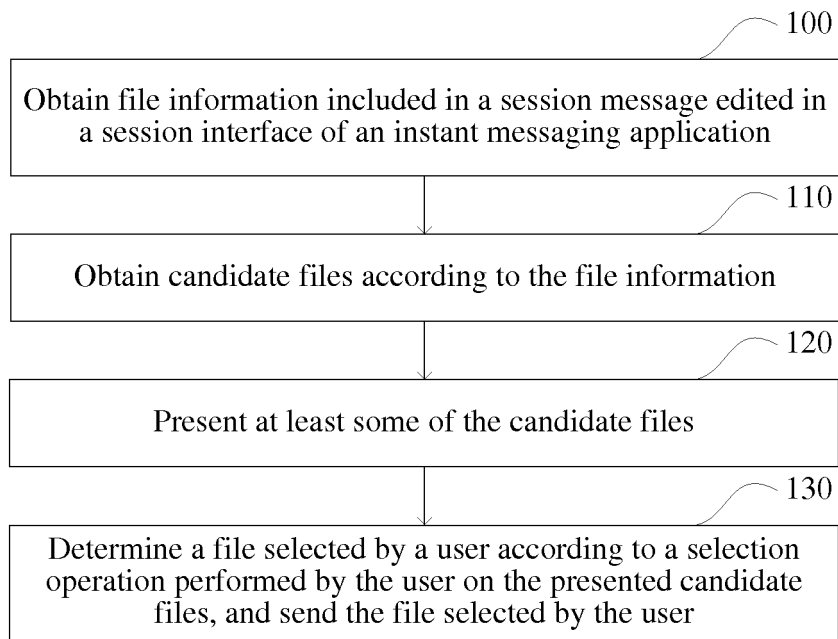 100
Obtain file information included in a session message edited in
a session interface of an instant messaging application
110
Obtain candidate files according to the file information
120
Present at least some of the candidate files
130
Determine a file selected by a user according to a selection
operation performed by the user on the presented candidate
files, and send the file selected by the user